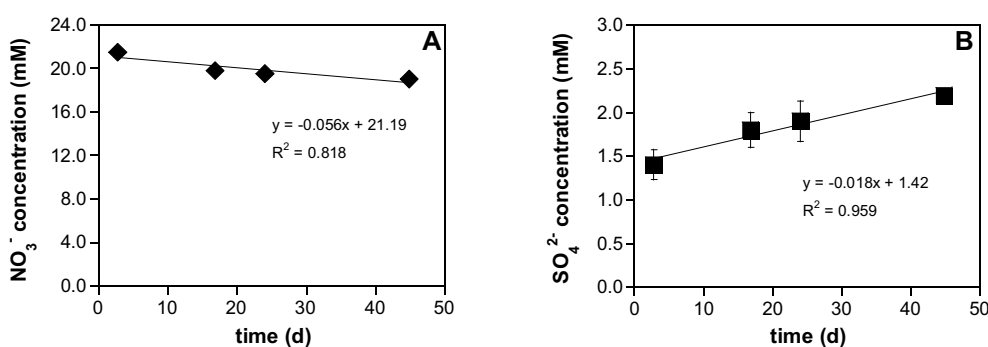 A
NO₃⁻ concentration (mM)
24.0
20.0
16.0
12.0
8.0
4.0
0.0
y = -0.056x + 21.19
R² = 0.818
0 10 20 30 40 50
time (d)
B
SO₄²⁻ concentration (mM)
3.0
2.5
2.0
1.5
1.0
0.5
0.0
y = -0.018x + 1.42
R² = 0.959
0 10 20 30 40 50
time (d)